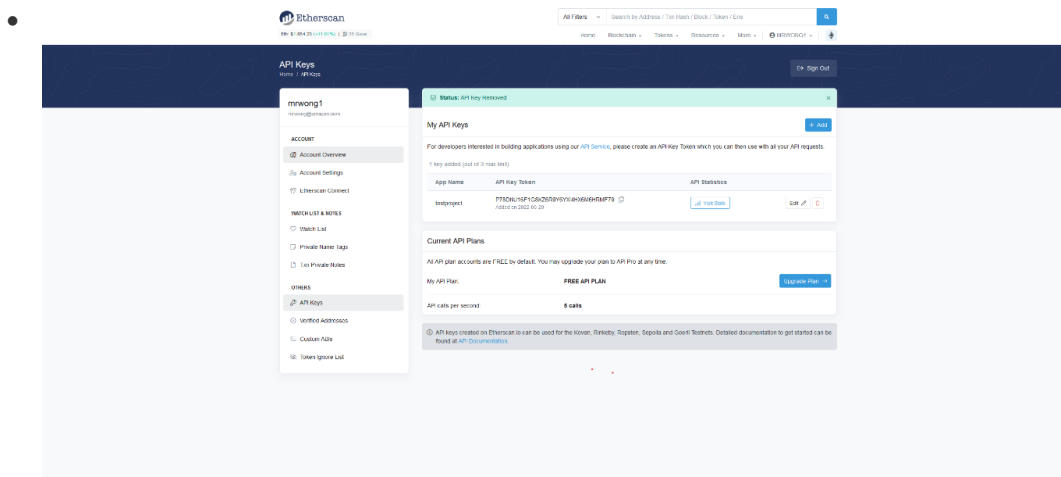 Etherscan
All Filters
Search by Address / Txn Hash / Block / Token / Ens
Home Blockchain Tokens Resources More MRWONG1
API Keys
Home / API Keys
Sign Out
mrwong1
ACCOUNT
Account Overview
Account Settings
Etherscan Connect
WATCH LIST & NOTES
Watch List
Private Name Tags
Txn Private Notes
OTHERS
API Keys
Verified Addresses
Custom ABIs
Token Ignore List
Status: API Key Removed
My API Keys
+ Add
For developers interested in building applications using our API Service, please create an API-Key Token which you can then use with all your API requests.
1 key added (out of 3 max limit)
App Name API Key Token API Statistics
testproject
Added on 2022-09-29
Visit Stats
Edit
Current API Plans
All API plan accounts are FREE by default. You may upgrade your plan to API Pro at any time.
My API Plan: FREE API PLAN
Upgrade Plan
API calls per second 5 calls
API keys created on Etherscan.io can be used for the Kovan, Rinkeby, Ropsten, Sepolia and Goerli Testnets. Detailed documentation to get started can be
found at API Documentation.